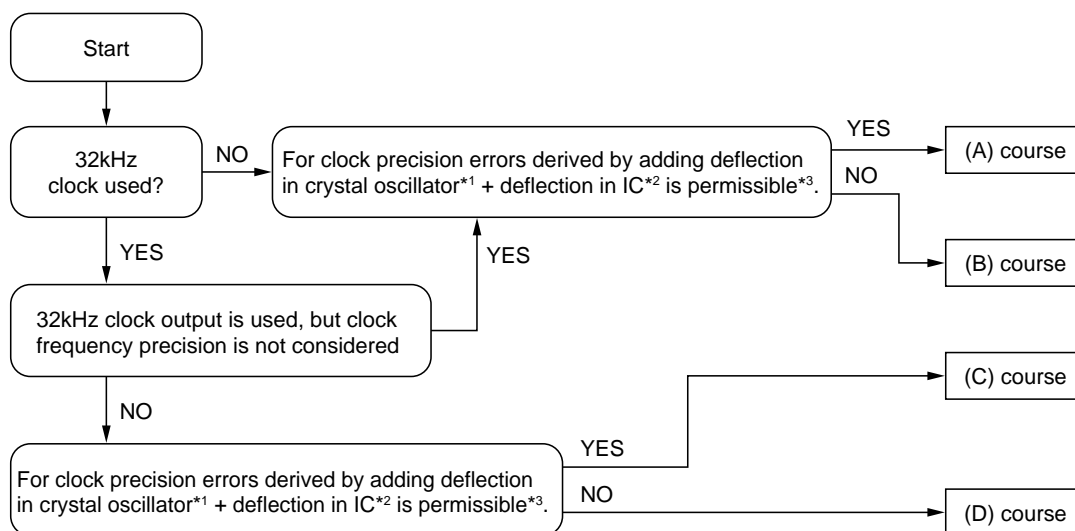 Start
32kHz
clock used?
NO
For clock precision errors derived by adding deflection
in crystal oscillator*1 + deflection in IC*2 is permissible*3.
YES
(A) course
NO
(B) course
YES
YES
32kHz clock output is used, but clock
frequency precision is not considered
(C) course
NO
YES
For clock precision errors derived by adding deflection
in crystal oscillator*1 + deflection in IC*2 is permissible*3.
NO
(D) course